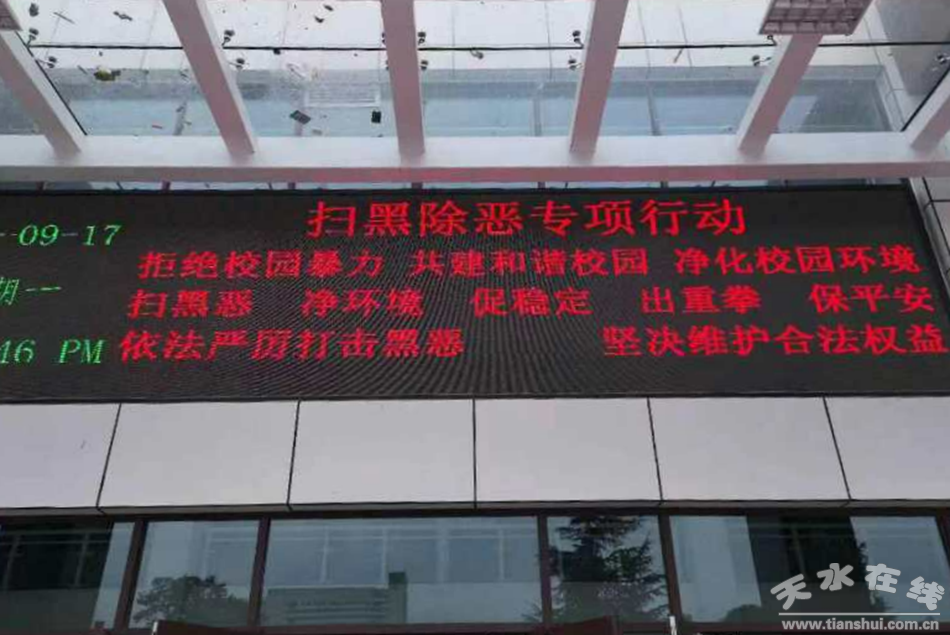 扫黑除恶专项行动
-09-17
拒绝校园暴力 共建和谐校园 净化校园环境
期一
扫黑恶 净环境 促稳定 出重拳 保平安
46 PM
依法严厉打击黑恶 坚决维护合法权益
天水在线
www.tianshui.com.cn